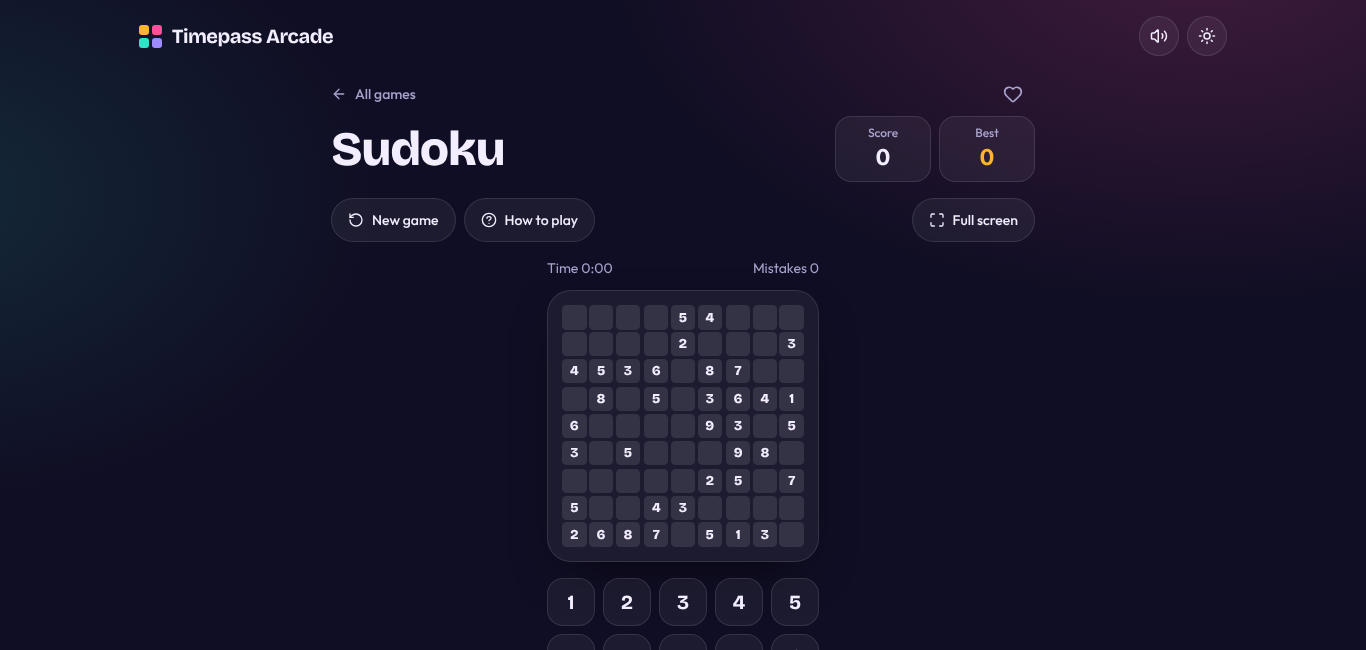 Timepass Arcade
All games
Sudoku
Score
0
Best
0
New game
How to play
Full screen
Time 0:00
Mistakes 0
5 4
2 3
4 5 3 6 8 7
8 5 3 6 4 1
6 9 3 5
3 5 9 8
2 5 7
5 4 3
2 6 8 7 5 1 3
1 2 3 4 5